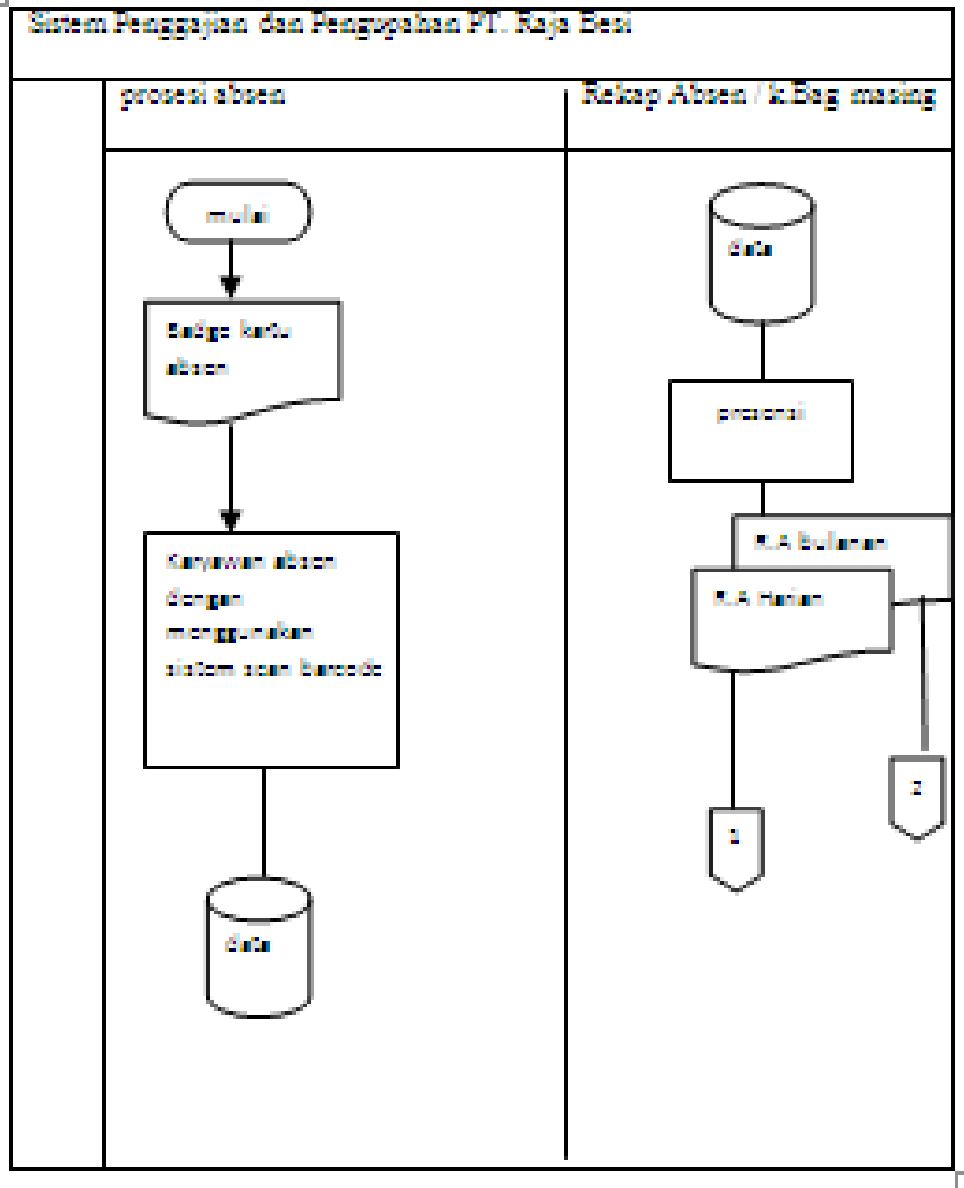 Sistem Penggajian dan Pengupahan PT. Raja Besi
prosesi absen
Rekap Absen / k.Bag masing
mulai
Badge kartu
absen
Karyawan absen
dengan
menggunakan
sistem scan barcode
data
data
presensi
R.A bulanan
R.A Harian
2
1